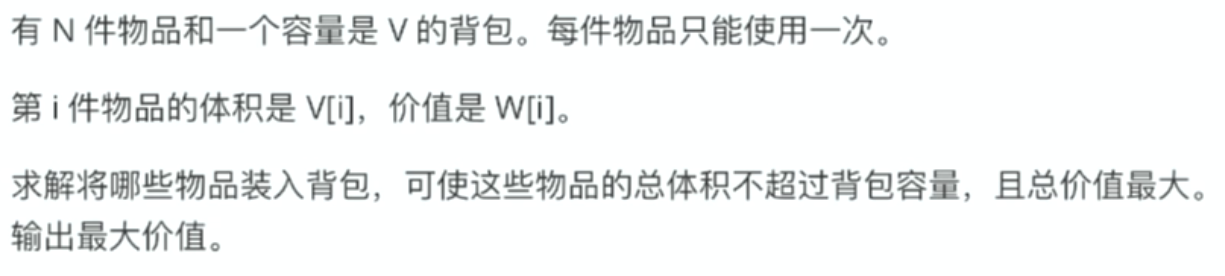 有 N 件物品和一个容量是 V 的背包。每件物品只能使用一次。
第 i 件物品的体积是 V[i]，价值是 W[i]。
求解将哪些物品装入背包，可使这些物品的总体积不超过背包容量，且总价值最大。
输出最大价值。